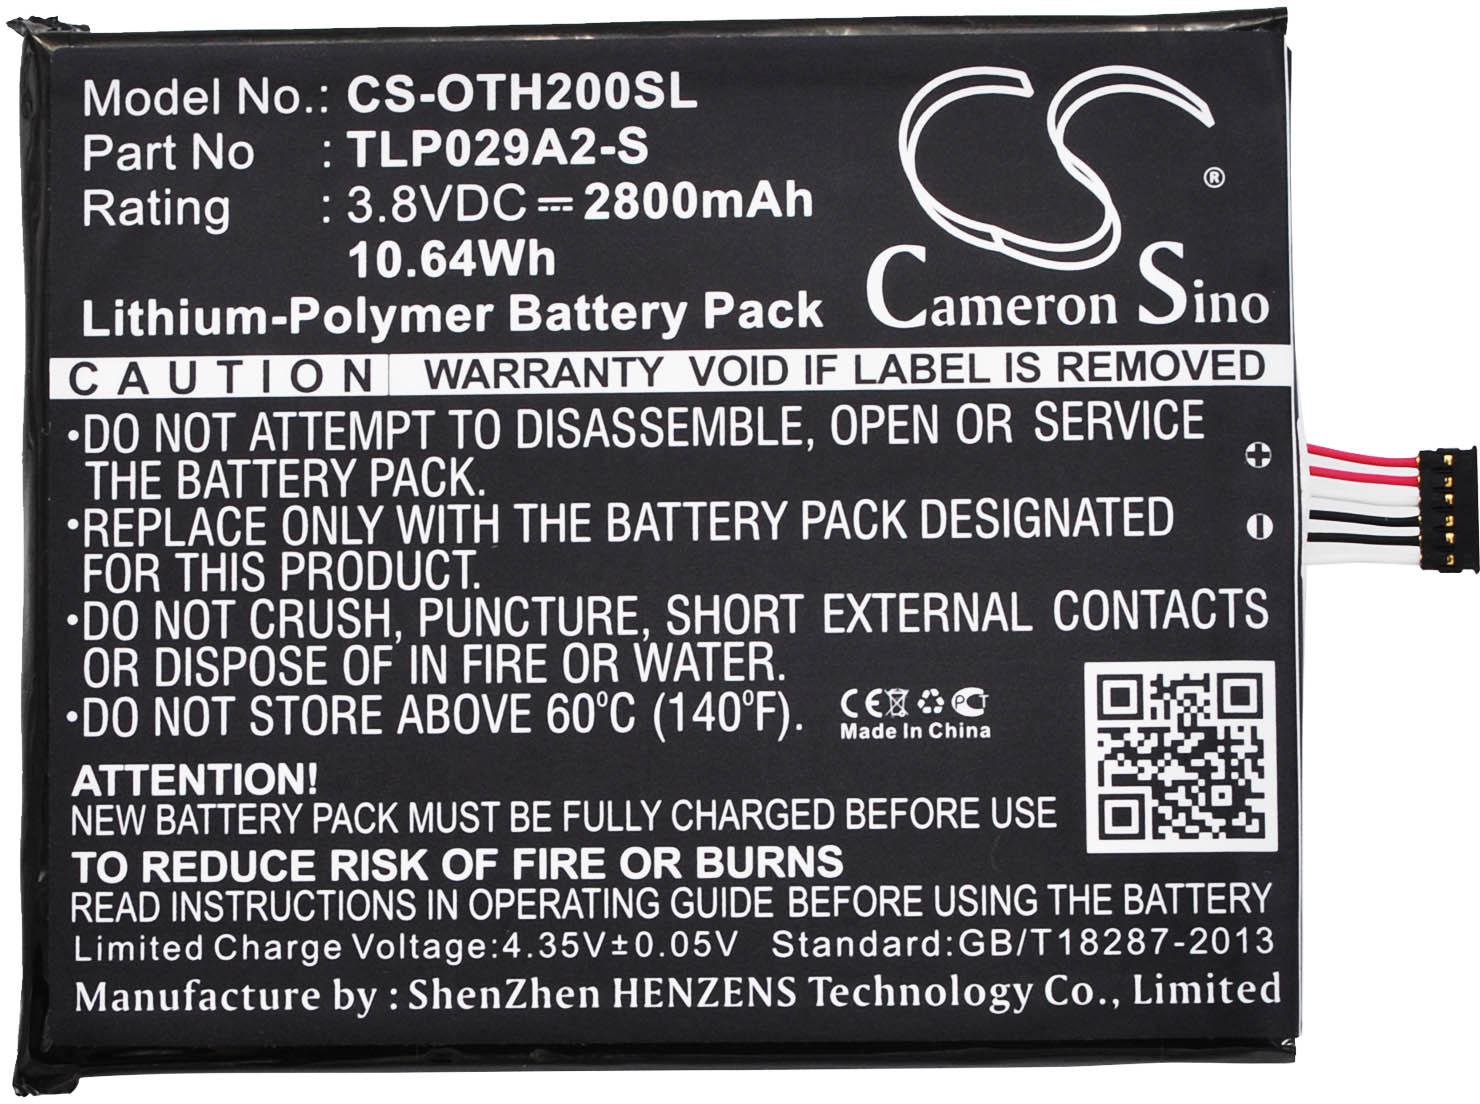 Model No.: CS-OTH200SL
Part No : TLP029A2-S
Rating : 3.8VDC ⎓ 2800mAh
10.64Wh
Lithium-Polymer Battery Pack
CS
®
Cameron Sino
CAUTION WARRANTY VOID IF LABEL IS REMOVED
•DO NOT ATTEMPT TO DISASSEMBLE, OPEN OR SERVICE
THE BATTERY PACK.
•REPLACE ONLY WITH THE BATTERY PACK DESIGNATED
FOR THIS PRODUCT.
•DO NOT CRUSH, PUNCTURE, SHORT EXTERNAL CONTACTS
OR DISPOSE OF IN FIRE OR WATER.
•DO NOT STORE ABOVE 60°C (140°F).
CE PCT
Made In China
+
-
ATTENTION!
NEW BATTERY PACK MUST BE FULLY CHARGED BEFORE USE
TO REDUCE RISK OF FIRE OR BURNS
READ INSTRUCTIONS IN OPERATING GUIDE BEFORE USING THE BATTERY
Limited Charge Voltage:4.35V±0.05V Standard:GB/T18287-2013
Manufacture by : ShenZhen HENZENS Technology Co., Limited